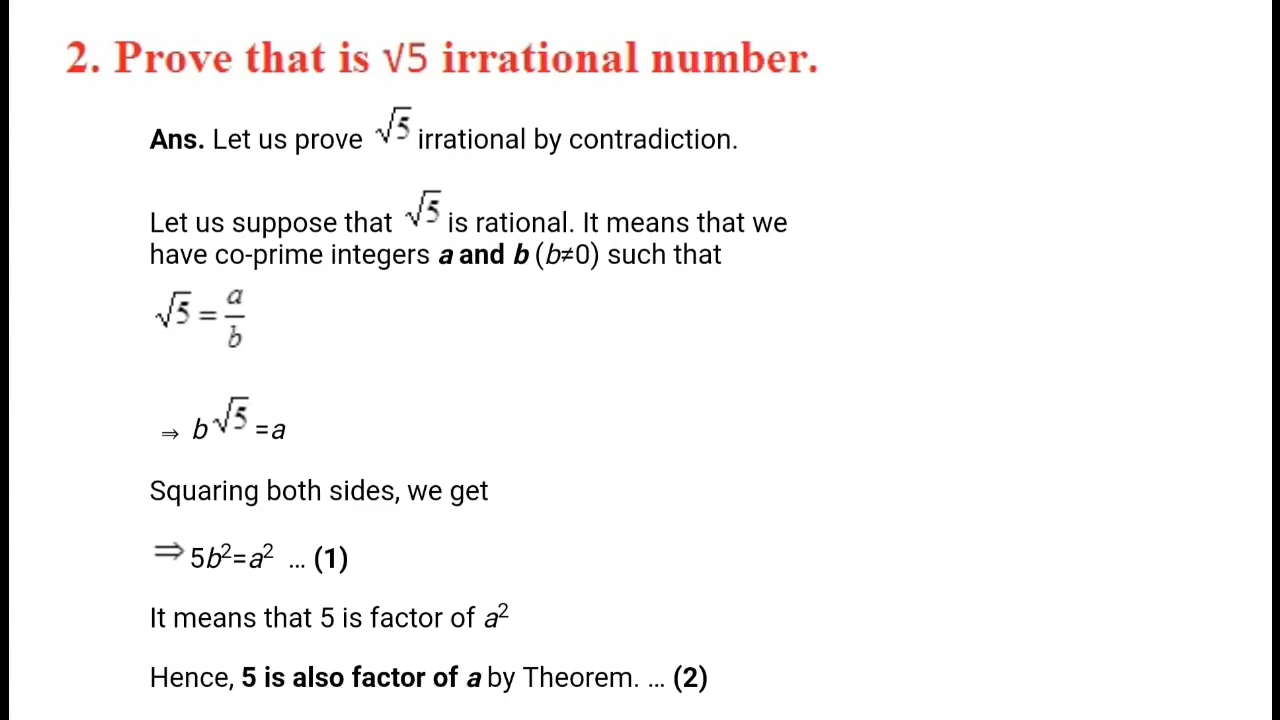 2. Prove that is √5 irrational number.
Ans. Let us prove √5 irrational by contradiction.
Let us suppose that √5 is rational. It means that we
have co-prime integers a and b (b≠0) such that
√5 = a/b
⇒ b√5 =a
Squaring both sides, we get
⇒ 5b²=a² ... (1)
It means that 5 is factor of a²
Hence, 5 is also factor of a by Theorem. ... (2)